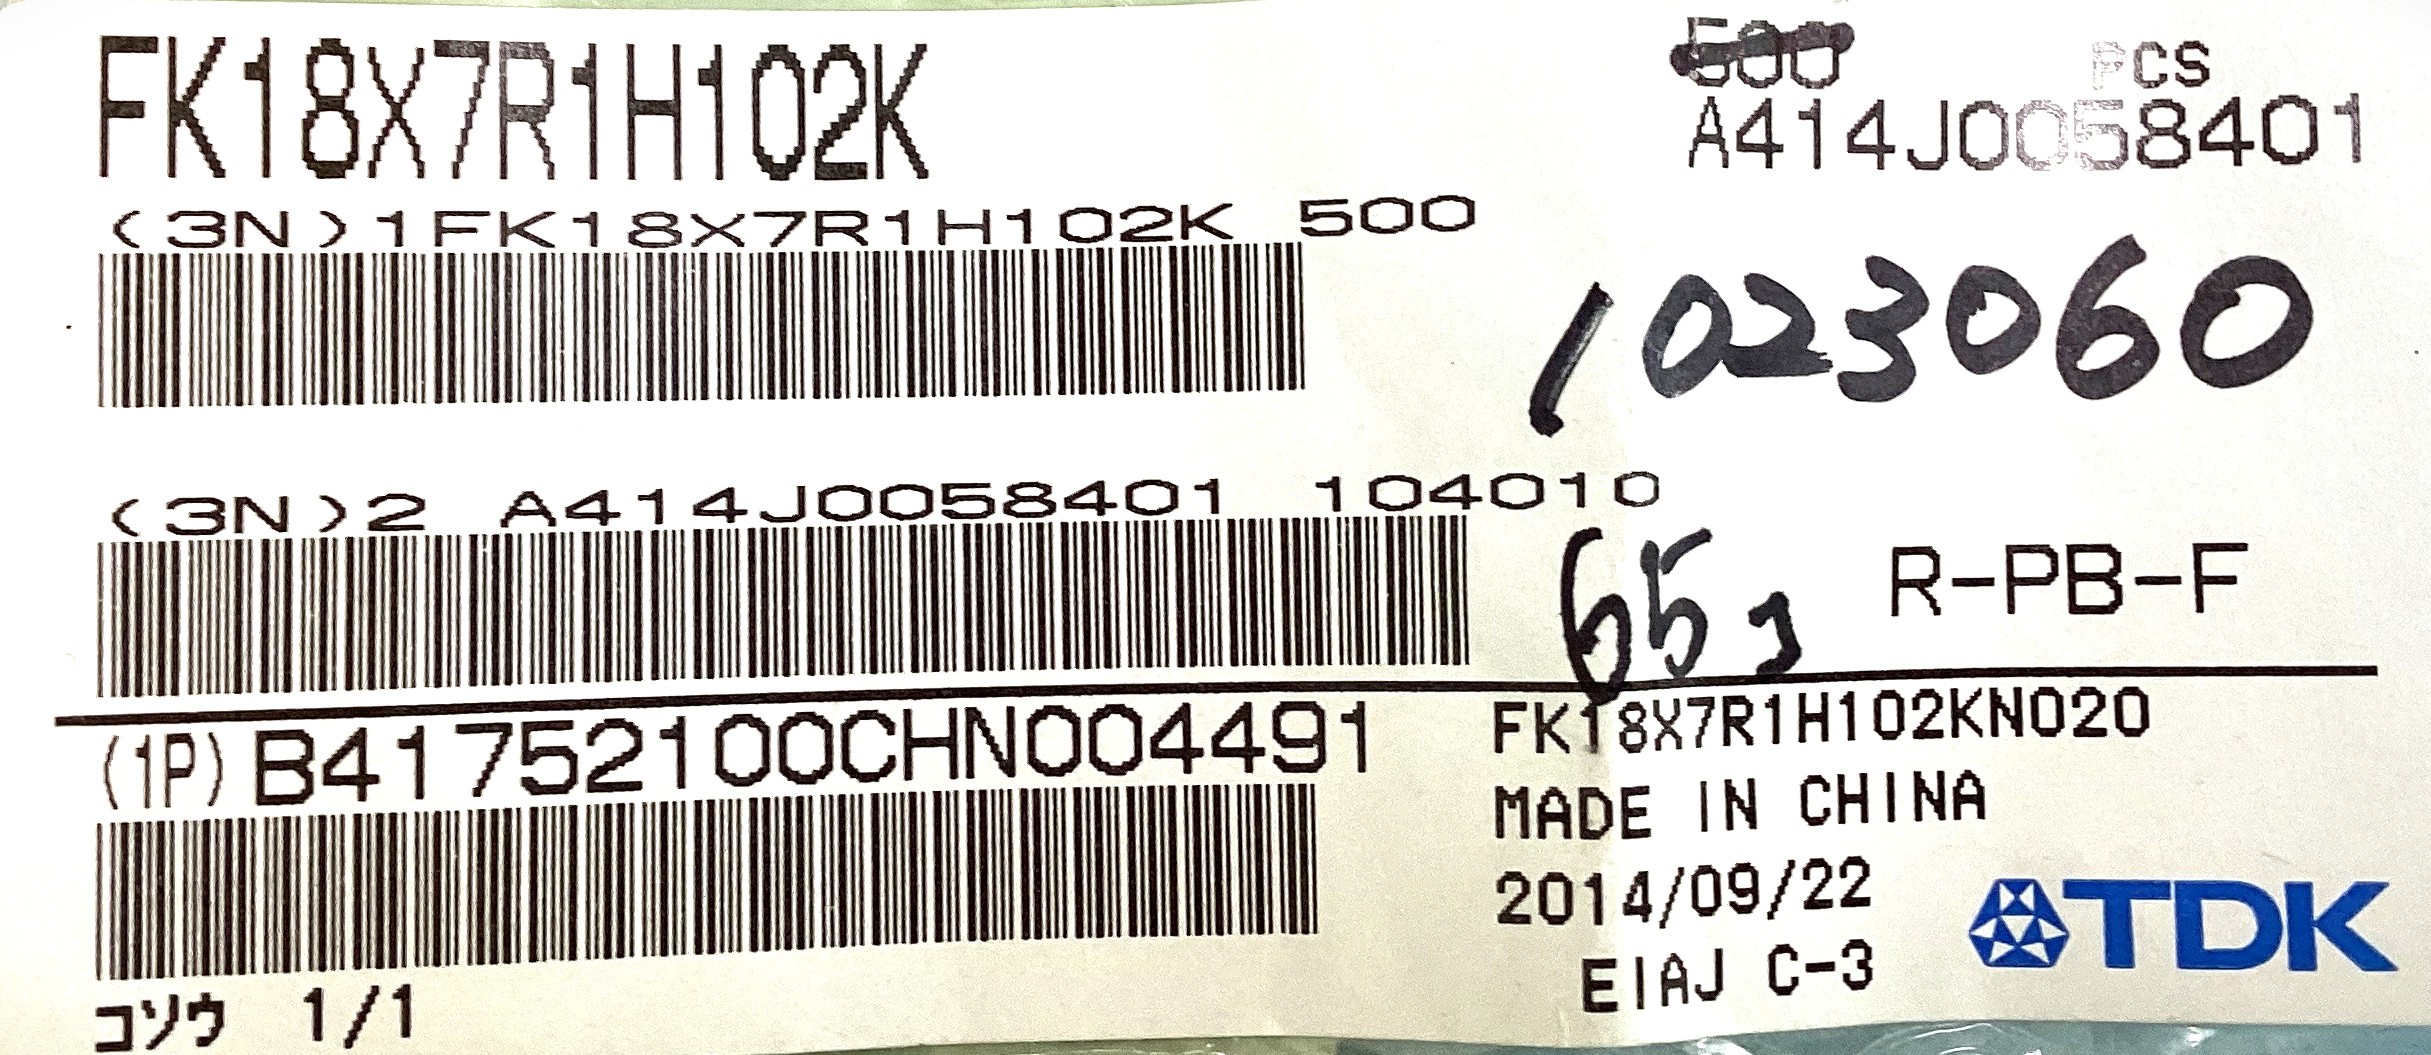 FK18X7R1H102K
500 PCS
A414J0058401
(3N)1FK18X7R1H102K 500
1023060
(3N)2 A414J0058401 104010
65
R-PB-F
(1P)B41752100CHN004491
FK18X7R1H102KN020
MADE IN CHINA
2014/09/22
EIAJ C-3
TDK
コソウ 1/1